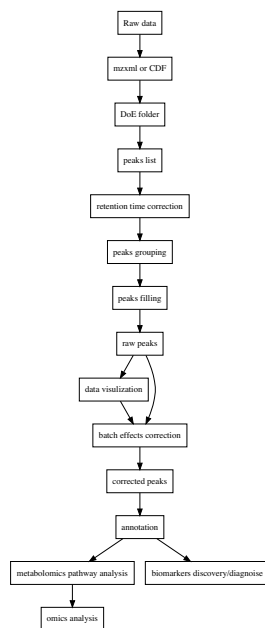 Raw data
mzxml or CDF
DoE folder
peaks list
retention time correction
peaks grouping
peaks filling
raw peaks
data visulization
batch effects correction
corrected peaks
annotation
metabolomics pathway analysis
biomarkers discovery/diagnoise
omics analysis